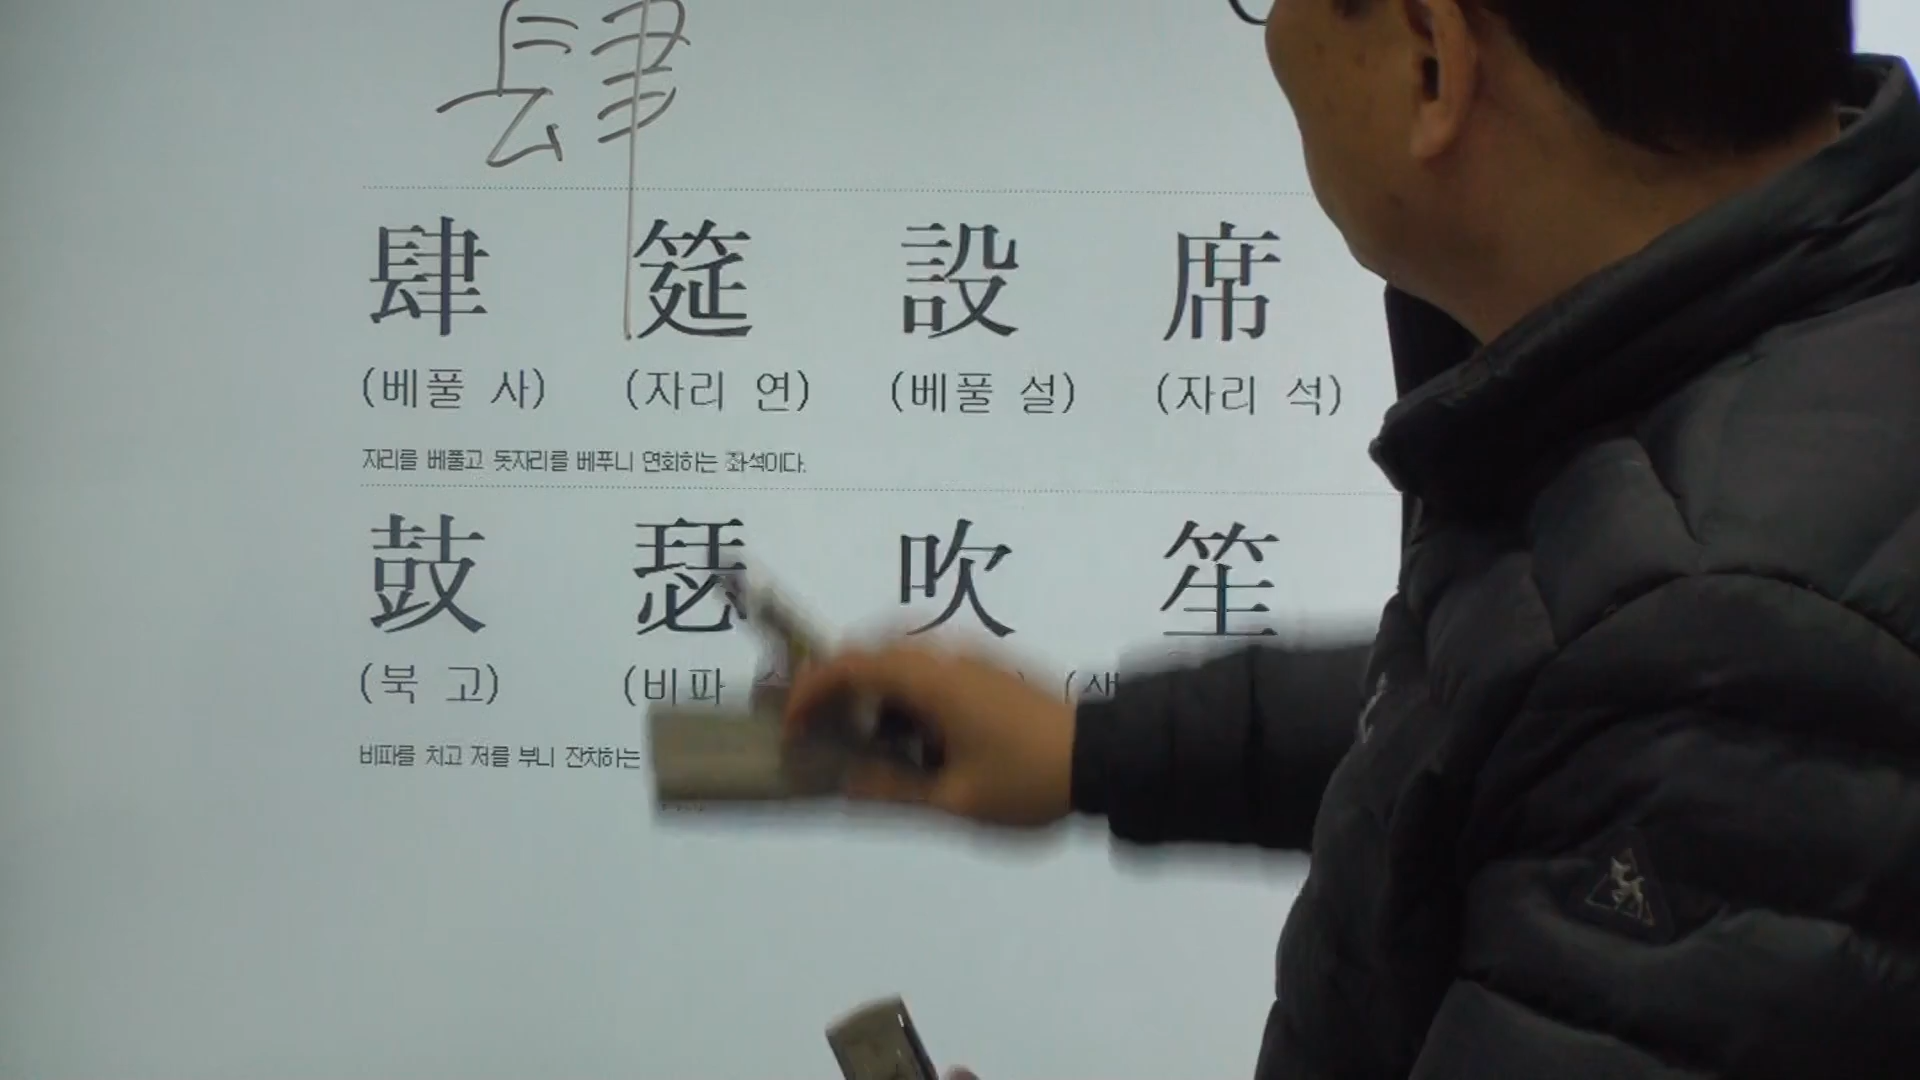 肆
肆 筵 設 席
(베풀 사) (자리 연) (베풀 설) (자리 석)
자리를 베풀고 돗자리를 베푸니 연회하는 좌석이다.
鼓 瑟 吹 笙
(북 고) (비파
비파를 치고 저를 부니 잔치하는